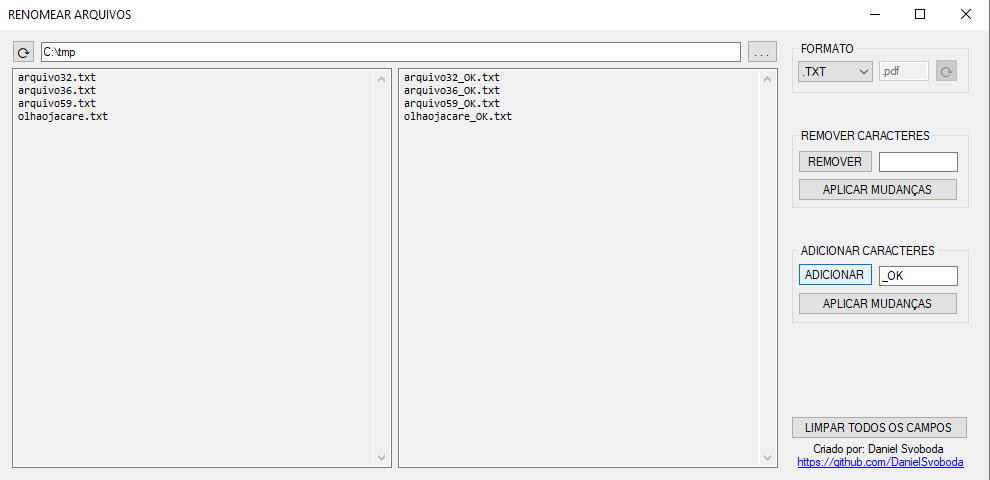 RENOMEAR ARQUIVOS
C:\tmp
...
arquivo32.txt
arquivo36.txt
arquivo59.txt
olhaojacare.txt
arquivo32_OK.txt
arquivo36_OK.txt
arquivo59_OK.txt
olhaojacare_OK.txt
FORMATO
.TXT .pdf
REMOVER CARACTERES
REMOVER
APLICAR MUDANÇAS
ADICIONAR CARACTERES
ADICIONAR _OK
APLICAR MUDANÇAS
LIMPAR TODOS OS CAMPOS
Criado por: Daniel Svoboda
https://github.com/DanielSvoboda